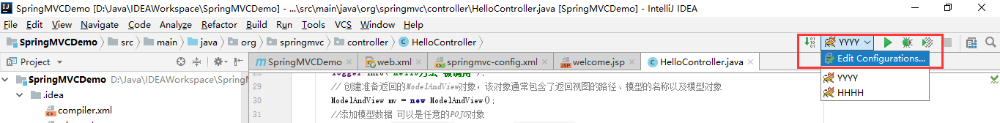 SpringMVCDemo [D:\Java\IDEAWorkspace\SpringMVCDemo] - ...\src\main\java\org\springmvc\controller\HelloController.java [SpringMVCDemo] - IntelliJ IDEA
File Edit View Navigate Code Analyze Refactor Build Run Tools VCS Window Help
SpringMVCDemo src main java org springmvc controller HelloController YYYY
Edit Configurations...
YYYY
HHHH
Project SpringMVCDemo web.xml springmvc-config.xml welcome.jsp HelloController.java
SpringMVCDemo D:\Java\IDEAWorkspace\Spring
.idea
compiler.xml
29 // 创建准备返回的ModelAndView对象，该对象通常包含了返回视图的路径、模型的名称以及模型对象
30 ModelAndView mv = new ModelAndView();
31 //添加模型数据 可以是任意的POJO对象